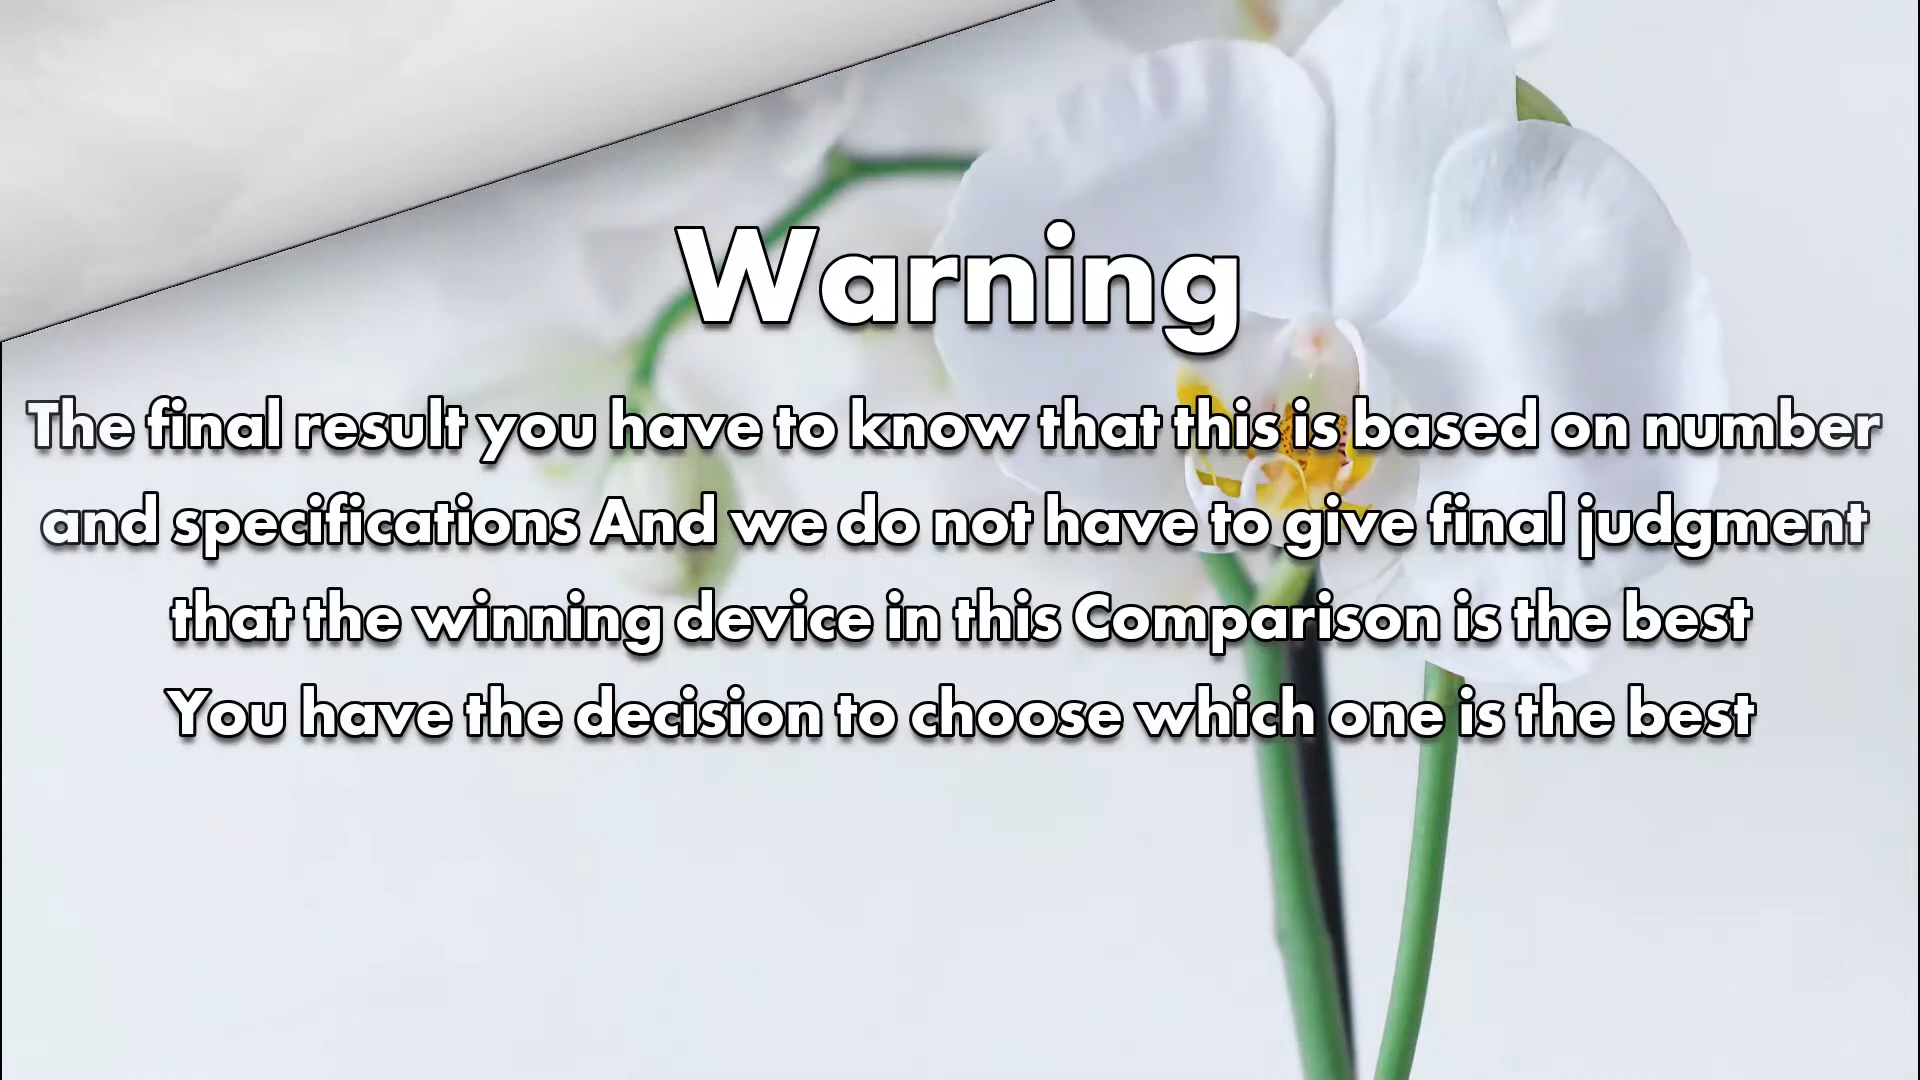 Warning
The final result you have to know that this is based on number
and specifications And we do not have to give final judgment
that the winning device in this Comparison is the best
You have the decision to choose which one is the best